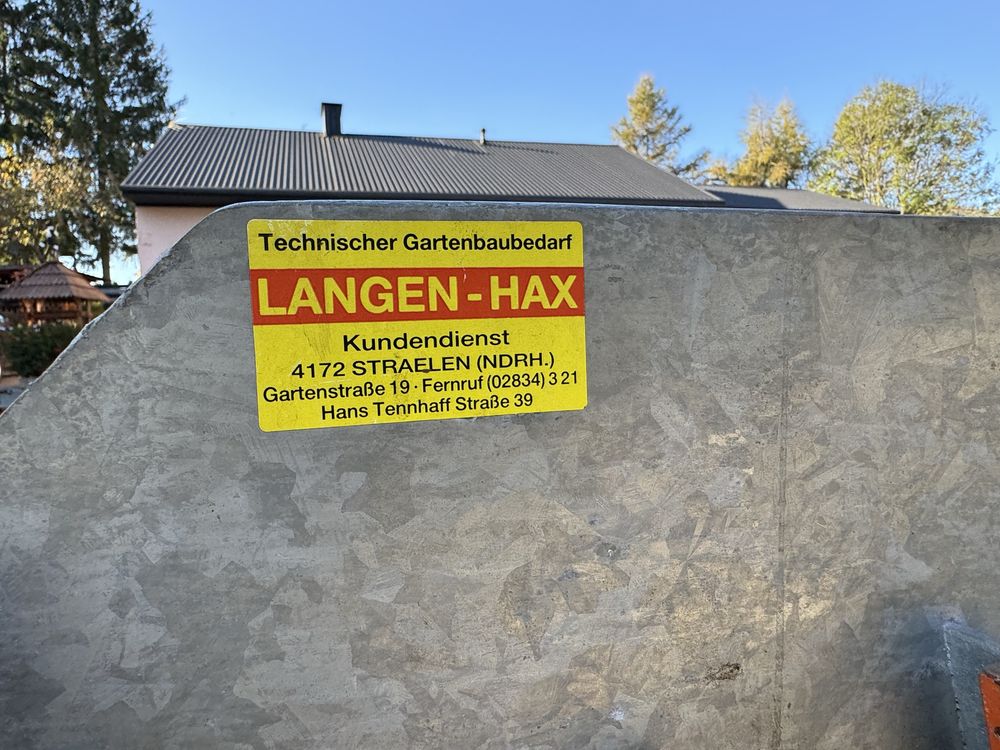 Technischer Gartenbaubedarf
LANGEN-HAX
Kundendienst
4172 STRAELEN (NDRH.)
Gartenstraße 19 · Fernruf (02834) 3 21
Hans Tennhaff Straße 39